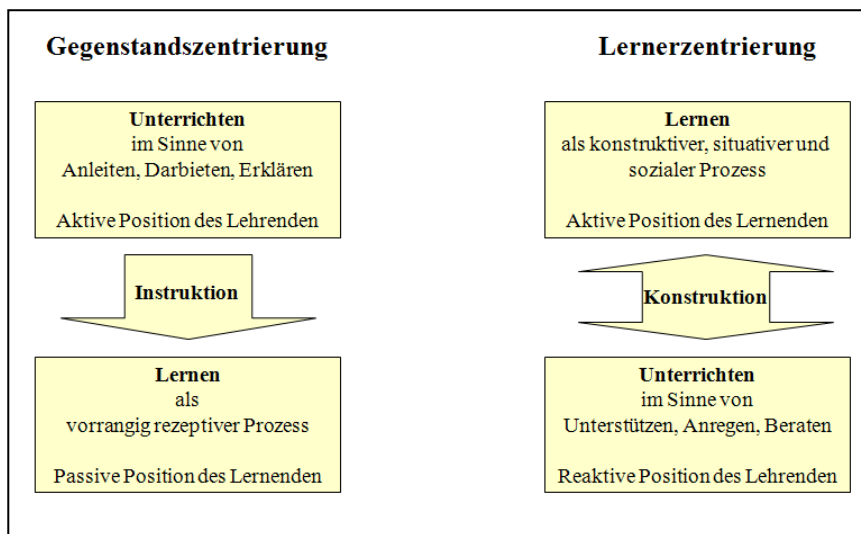 Gegenstandszentrierung
Unterrichten
im Sinne von
Anleiten, Darbieten, Erklären
Aktive Position des Lehrenden
Instruktion
Lernen
als
vorrangig rezeptiver Prozess
Passive Position des Lernenden
Lernerzentrierung
Lernen
als konstruktiver, situativer und
sozialer Prozess
Aktive Position des Lernenden
Konstruktion
Unterrichten
im Sinne von
Unterstützen, Anregen, Beraten
Reaktive Position des Lehrenden